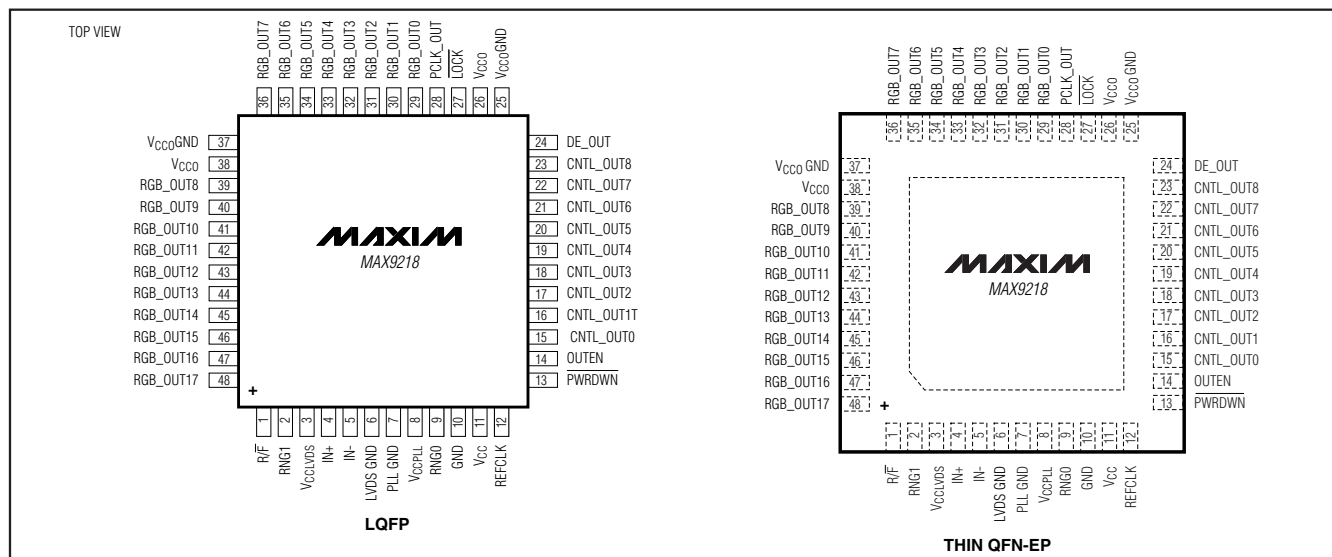 TOP VIEW
RGB_OUT7
RGB_OUT6
RGB_OUT5
RGB_OUT4
RGB_OUT3
RGB_OUT2
RGB_OUT1
RGB_OUT0
PCLK_OUT
LOCK
VCCO
VCCOGND
36 35 34 33 32 31 30 29 28 27 26 25
VCCOGND 37
VCCO 38
RGB_OUT8 39
RGB_OUT9 40
RGB_OUT10 41
RGB_OUT11 42
RGB_OUT12 43
RGB_OUT13 44
RGB_OUT14 45
RGB_OUT15 46
RGB_OUT16 47
RGB_OUT17 48
MAXIM
MAX9218
+
24 DE_OUT
23 CNTL_OUT8
22 CNTL_OUT7
21 CNTL_OUT6
20 CNTL_OUT5
19 CNTL_OUT4
18 CNTL_OUT3
17 CNTL_OUT2
16 CNTL_OUT1T
15 CNTL_OUT0
14 OUTEN
13 PWRDWN
1 2 3 4 5 6 7 8 9 10 11 12
R/F
RNG1
VCCLVDS
IN+
IN-
LVDS GND
PLL GND
VCCPLL
RNG0
GND
VCC
REFCLK
LQFP
RGB_OUT7
RGB_OUT6
RGB_OUT5
RGB_OUT4
RGB_OUT3
RGB_OUT2
RGB_OUT1
RGB_OUT0
PCLK_OUT
LOCK
VCCO
VCCO GND
36 35 34 33 32 31 30 29 28 27 26 25
VCCO GND 37
VCCO 38
RGB_OUT8 39
RGB_OUT9 40
RGB_OUT10 41
RGB_OUT11 42
RGB_OUT12 43
RGB_OUT13 44
RGB_OUT14 45
RGB_OUT15 46
RGB_OUT16 47
RGB_OUT17 48
MAXIM
MAX9218
+
24 DE_OUT
23 CNTL_OUT8
22 CNTL_OUT7
21 CNTL_OUT6
20 CNTL_OUT5
19 CNTL_OUT4
18 CNTL_OUT3
17 CNTL_OUT2
16 CNTL_OUT1
15 CNTL_OUT0
14 OUTEN
13 PWRDWN
1 2 3 4 5 6 7 8 9 10 11 12
R/F
RNG1
VCCLVDS
IN+
IN-
LVDS GND
PLL GND
VCCPLL
RNG0
GND
VCC
REFCLK
THIN QFN-EP